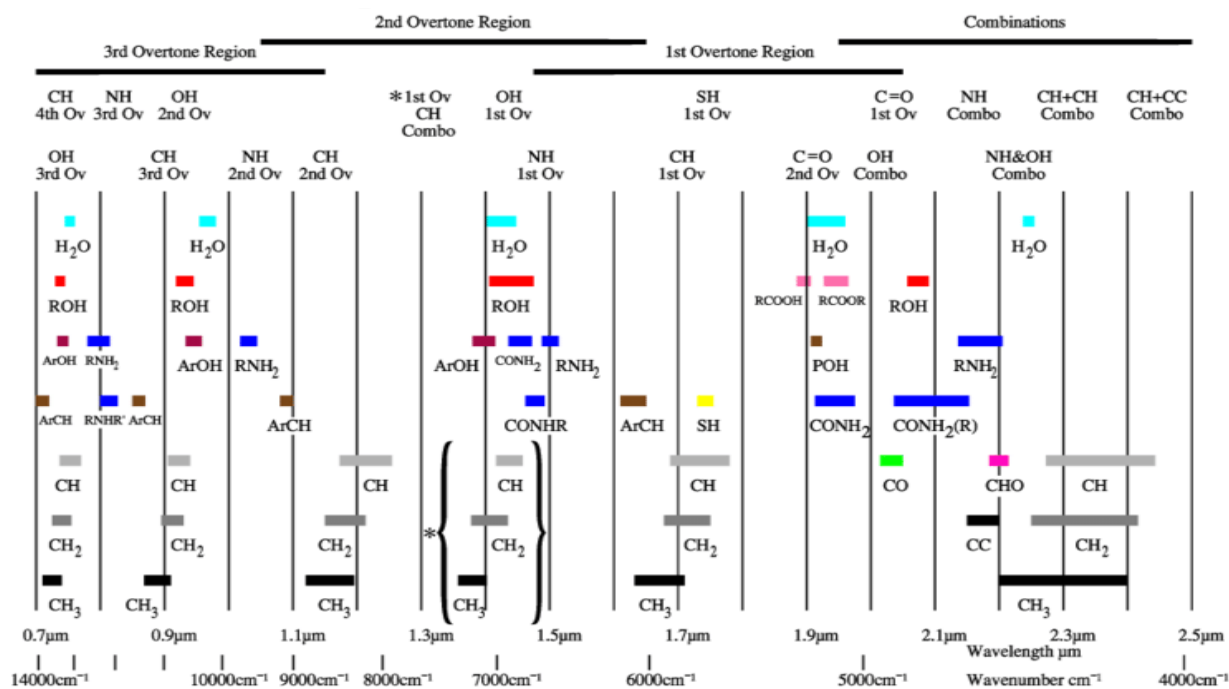 2nd Overtone Region
Combinations
3rd Overtone Region
1st Overtone Region
CH NH OH *1st Ov OH SH C=O NH CH+CH CH+CC
4th Ov 3rd Ov 2nd Ov CH 1st Ov 1st Ov 1st Ov Combo Combo Combo
Combo
OH CH NH CH NH CH C=O OH NH&OH
3rd Ov 3rd Ov 2nd Ov 2nd Ov 1st Ov 1st Ov 2nd Ov Combo Combo
H₂O H₂O H₂O H₂O H₂O
ROH ROH ROH RCOOH RCOOR ROH
ArOH RNH₂ ArOH RNH₂ ArOH CONH₂ RNH₂ POH RNH₂
ArCH RNHR' ArCH ArCH CONHR ArCH SH CONH₂ CONH₂(R)
CH CH CH CH CH CO CHO CH
CH₂ CH₂ CH₂ * CH₂ CH₂ CC CH₂
CH₃ CH₃ CH₃ CH₃ CH₃ CH₃
0.7µm 0.9µm 1.1µm 1.3µm 1.5µm 1.7µm 1.9µm 2.1µm 2.3µm 2.5µm
Wavelength µm
14000cm⁻¹ 10000cm⁻¹ 9000cm⁻¹ 8000cm⁻¹ 7000cm⁻¹ 6000cm⁻¹ 5000cm⁻¹ Wavenumber cm⁻¹ 4000cm⁻¹